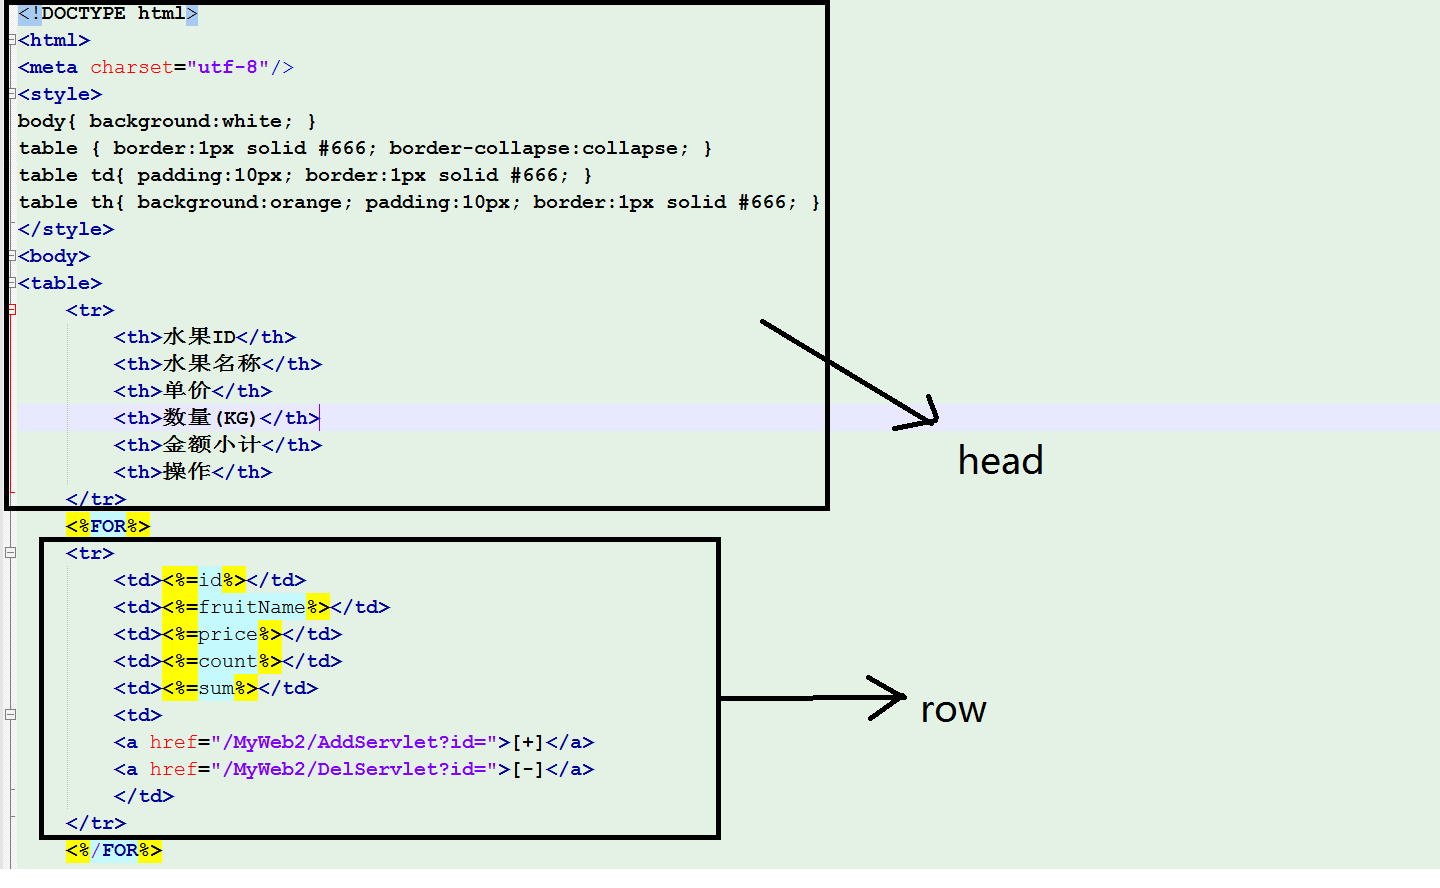 <!DOCTYPE html>
<html>
<meta charset="utf-8"/>
<style>
body{ background:white; }
table { border:1px solid #666; border-collapse:collapse; }
table td{ padding:10px; border:1px solid #666; }
table th{ background:orange; padding:10px; border:1px solid #666; }
</style>
<body>
<table>
<tr>
<th>水果ID</th>
<th>水果名称</th>
<th>单价</th>
<th>数量(KG)</th>
<th>金额小计</th>
<th>操作</th>
</tr>
head
<%FOR%>
<tr>
<td><%=id%></td>
<td><%=fruitName%></td>
<td><%=price%></td>
<td><%=count%></td>
<td><%=sum%></td>
<td>
<a href="/MyWeb2/AddServlet?id=">[+]</a>
<a href="/MyWeb2/DelServlet?id=">[-]</a>
</td>
</tr>
row
<%/FOR%>